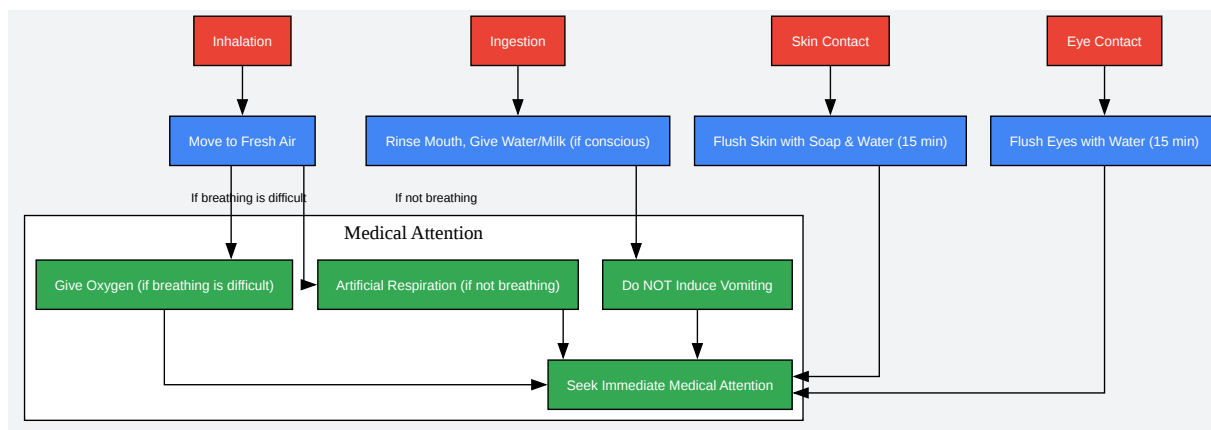 Inhalation
Ingestion
Skin Contact
Eye Contact
Move to Fresh Air
Rinse Mouth, Give Water/Milk (if conscious)
Flush Skin with Soap & Water (15 min)
Flush Eyes with Water (15 min)
If breathing is difficult
If not breathing
Medical Attention
Give Oxygen (if breathing is difficult)
Artificial Respiration (if not breathing)
Do NOT Induce Vomiting
Seek Immediate Medical Attention